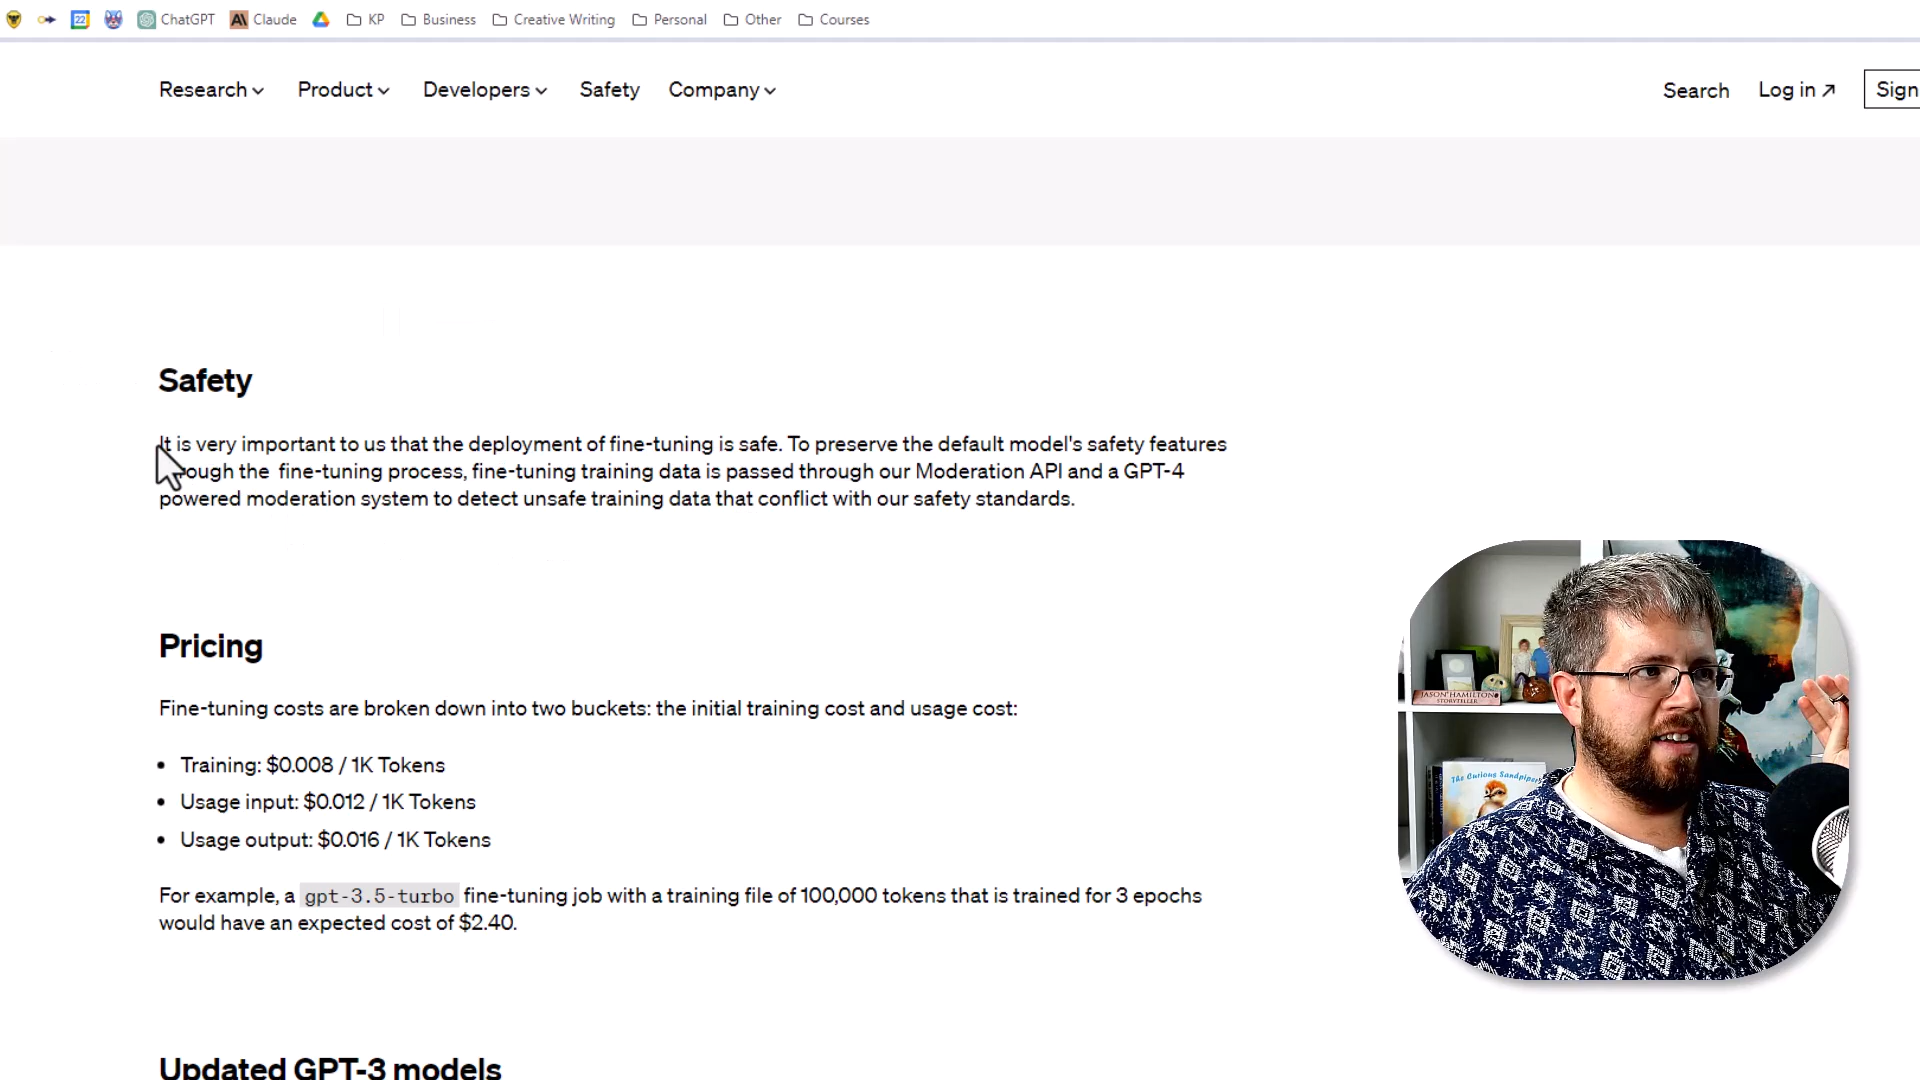 ChatGPT Claude KP Business Creative Writing Personal Other Courses
22
Research Product Developers Safety Company Search Log in ↗ Sign
Safety
It is very important to us that the deployment of fine-tuning is safe. To preserve the default model's safety features
rough the fine-tuning process, fine-tuning training data is passed through our Moderation API and a GPT-4
powered moderation system to detect unsafe training data that conflict with our safety standards.
Pricing
Fine-tuning costs are broken down into two buckets: the initial training cost and usage cost:
• Training: $0.008 / 1K Tokens
• Usage input: $0.012 / 1K Tokens
• Usage output: $0.016 / 1K Tokens
For example, a gpt-3.5-turbo fine-tuning job with a training file of 100,000 tokens that is trained for 3 epochs
would have an expected cost of $2.40.
JASON HAMILTON
STORYTELLER
The Curious Sandpiper
Updated GPT-3 models